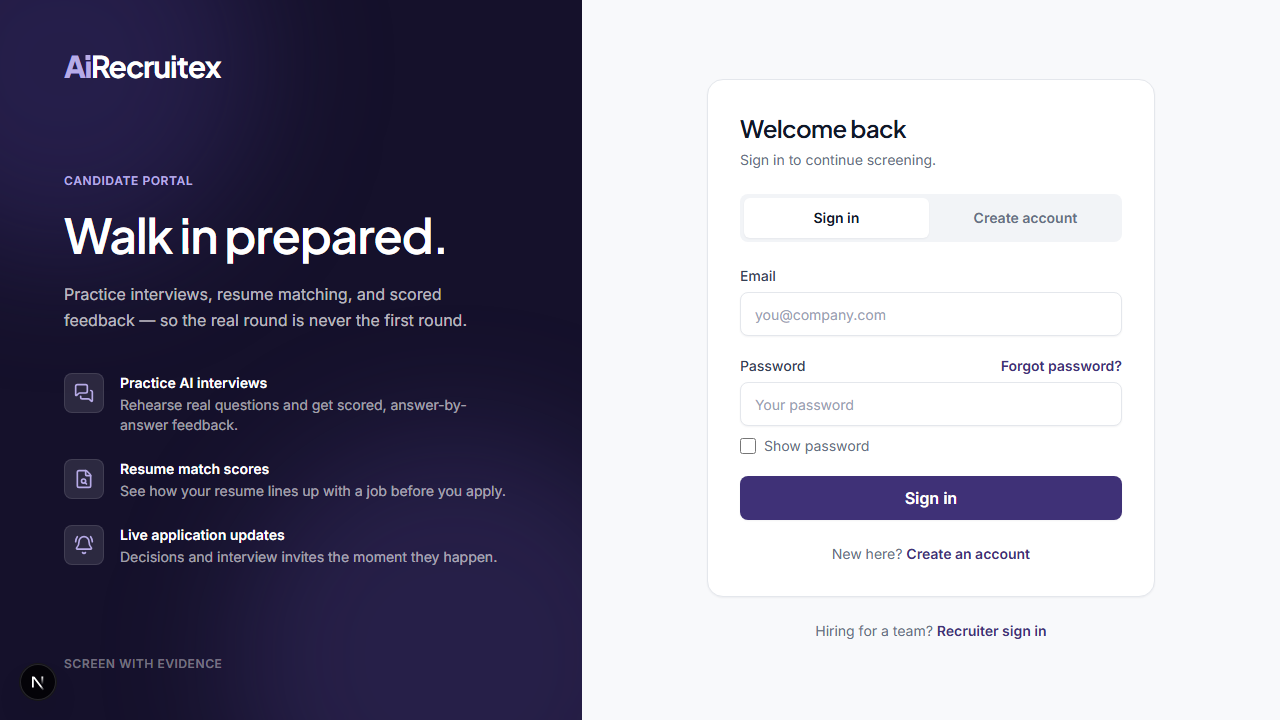 AiRecruitex
CANDIDATE PORTAL
Walk in prepared.
Practice interviews, resume matching, and scored
feedback — so the real round is never the first round.
Practice AI interviews
Rehearse real questions and get scored, answer-by-
answer feedback.
Resume match scores
See how your resume lines up with a job before you apply.
Live application updates
Decisions and interview invites the moment they happen.
SCREEN WITH EVIDENCE
N
Welcome back
Sign in to continue screening.
Sign in
Create account
Email
you@company.com
Password
Forgot password?
Your password
Show password
Sign in
New here? Create an account
Hiring for a team? Recruiter sign in